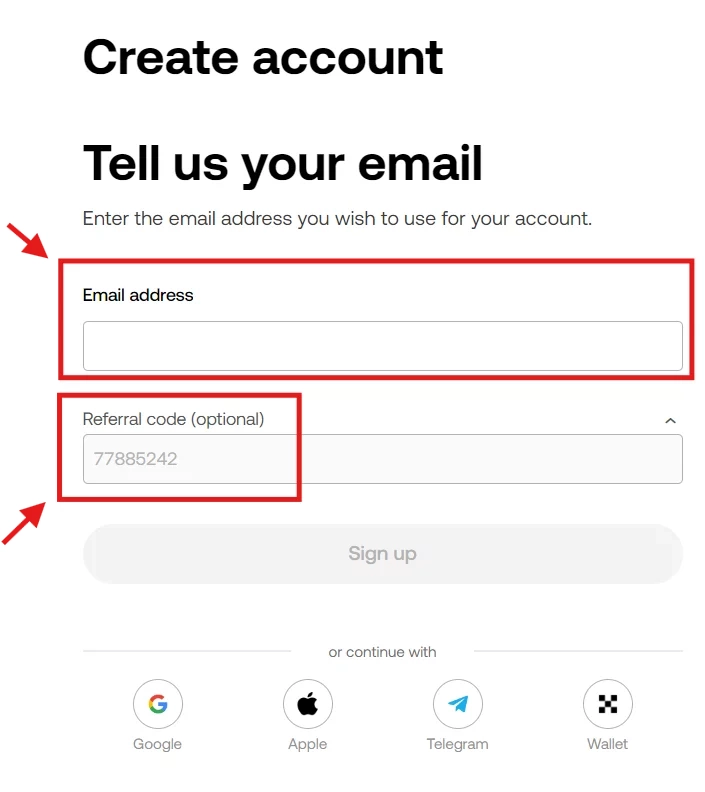 Create account
Tell us your email
Enter the email address you wish to use for your account.
Email address
Referral code (optional)
77885242
Sign up
or continue with
Google
Apple
Telegram
Wallet